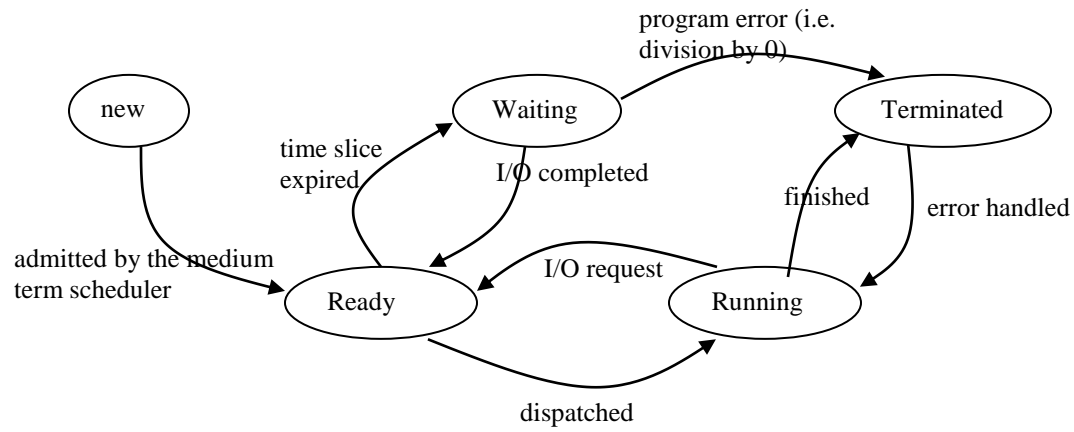 program error (i.e.
division by 0)
new
Waiting
Terminated
time slice
expired
I/O completed
finished
error handled
admitted by the medium
term scheduler
I/O request
Ready
Running
dispatched